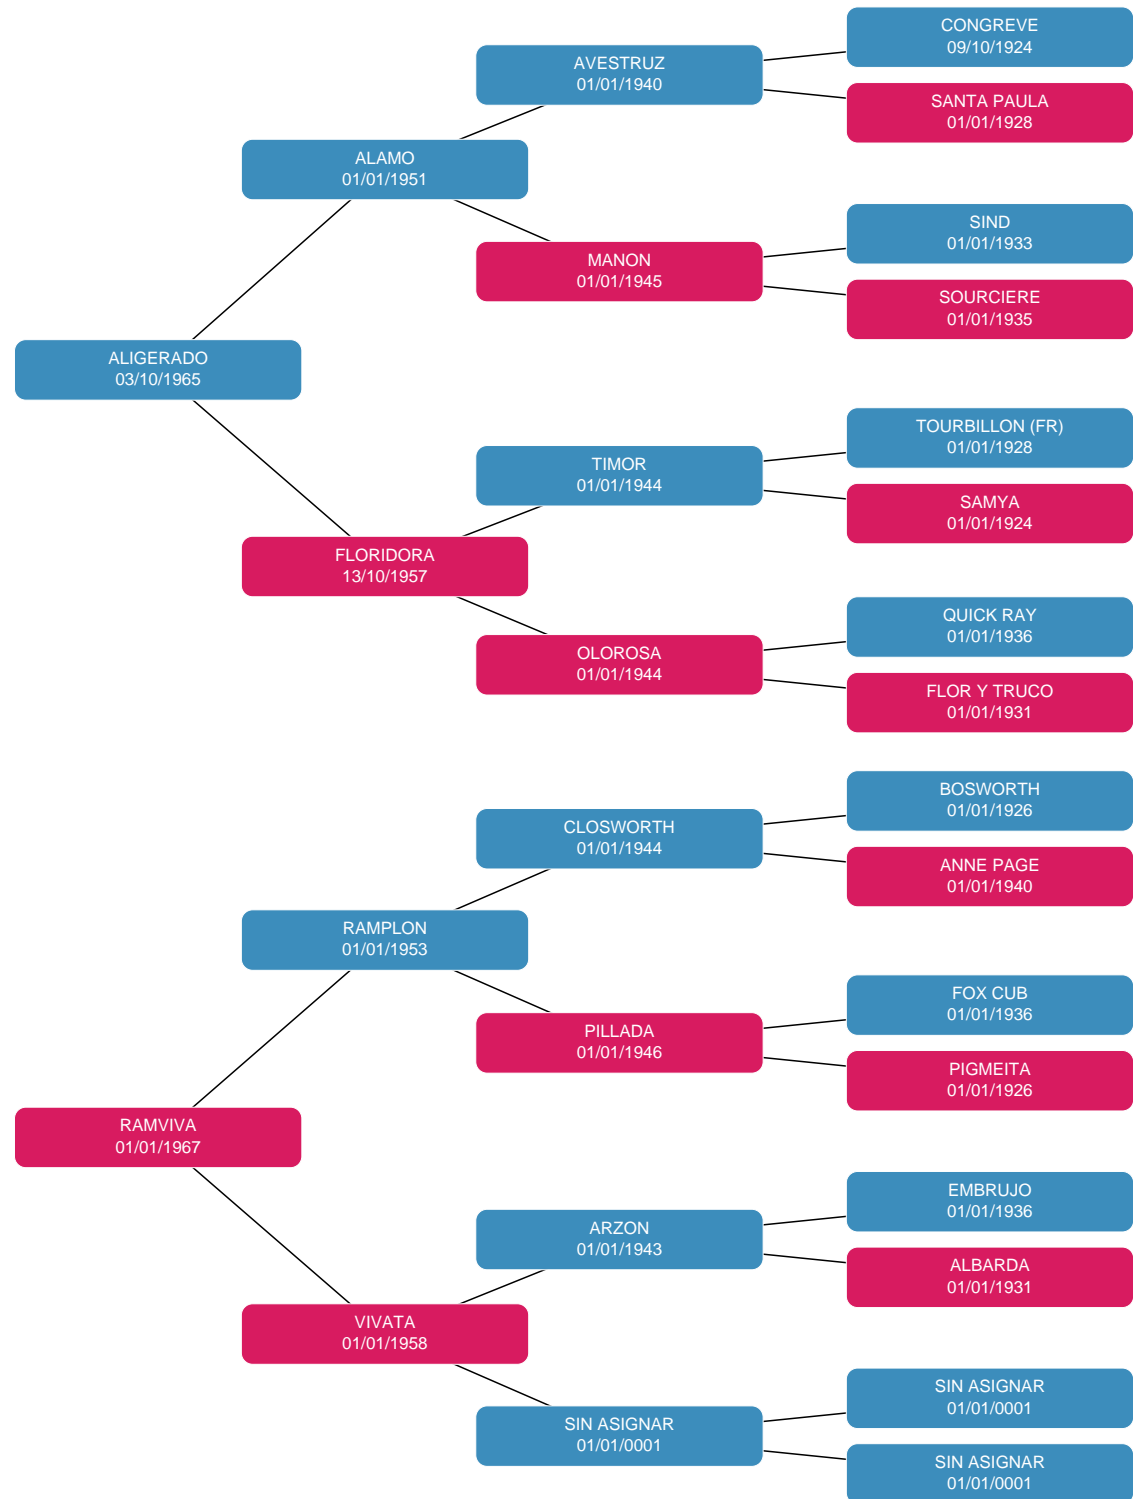 CONGREVE
09/10/1924
AVESTRUZ
01/01/1940
SANTA PAULA
01/01/1928
ALAMO
01/01/1951
SIND
01/01/1933
MANON
01/01/1945
SOURCIERE
01/01/1935
ALIGERADO
03/10/1965
TOURBILLON (FR)
01/01/1928
TIMOR
01/01/1944
SAMYA
01/01/1924
FLORIDORA
13/10/1957
QUICK RAY
01/01/1936
OLOROSA
01/01/1944
FLOR Y TRUCO
01/01/1931
BOSWORTH
01/01/1926
CLOSWORTH
01/01/1944
ANNE PAGE
01/01/1940
RAMPLON
01/01/1953
FOX CUB
01/01/1936
PILLADA
01/01/1946
PIGMEITA
01/01/1926
RAMVIVA
01/01/1967
EMBRUJO
01/01/1936
ARZON
01/01/1943
ALBARDA
01/01/1931
VIVATA
01/01/1958
SIN ASIGNAR
01/01/0001
SIN ASIGNAR
01/01/0001
SIN ASIGNAR
01/01/0001